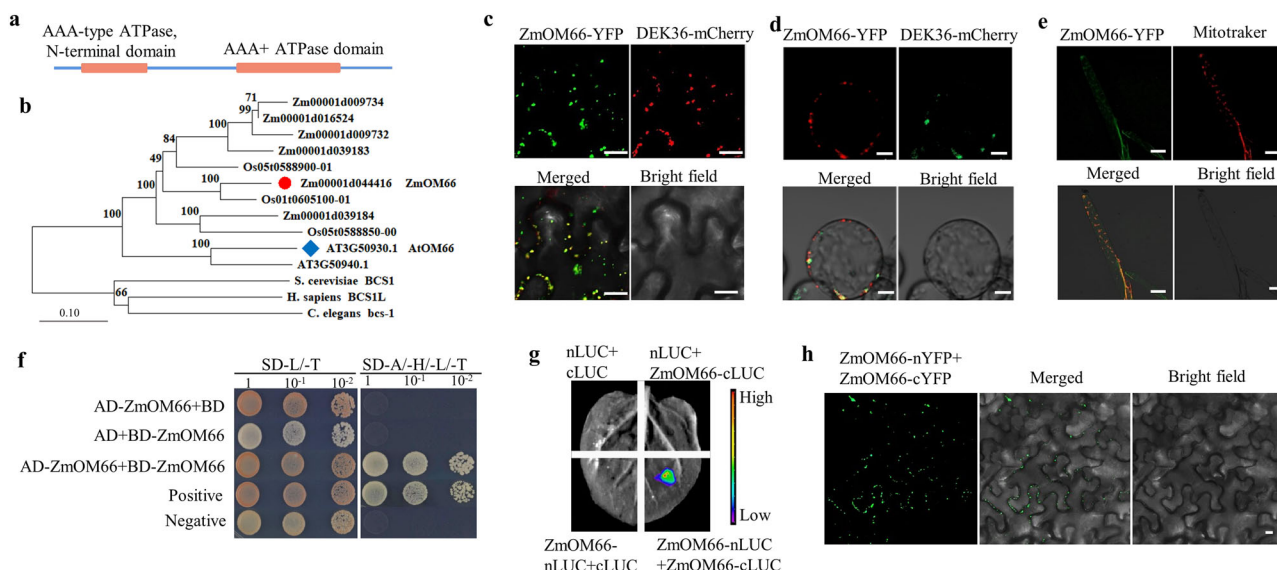 a
AAA-type ATPase,
N-terminal domain
AAA+ ATPase domain
b
71
99
100
84
49
100
100
100
100
66
Zm00001d009734
Zm00001d016524
Zm00001d009732
Zm00001d039183
Os05t0588900-01
Zm00001d044416 ZmOM66
Os01t0605100-01
Zm00001d039184
Os05t0588850-00
AT3G50930.1 AtOM66
AT3G50940.1
S. cerevisiae BCS1
H. sapiens BCS1L
C. elegans bcs-1
0.10
c
ZmOM66-YFP DEK36-mCherry
Merged Bright field
d
ZmOM66-YFP DEK36-mCherry
Merged Bright field
e
ZmOM66-YFP Mitotraker
Merged Bright field
f
SD-L/-T SD-A/-H/-L/-T
1 10-1 10-2 1 10-1 10-2
AD-ZmOM66+BD
AD+BD-ZmOM66
AD-ZmOM66+BD-ZmOM66
Positive
Negative
g
nLUC+
cLUC
nLUC+
ZmOM66-cLUC
High
Low
ZmOM66-
nLUC+cLUC
ZmOM66-nLUC
+ZmOM66-cLUC
h
ZmOM66-nYFP+
ZmOM66-cYFP
Merged
Bright field